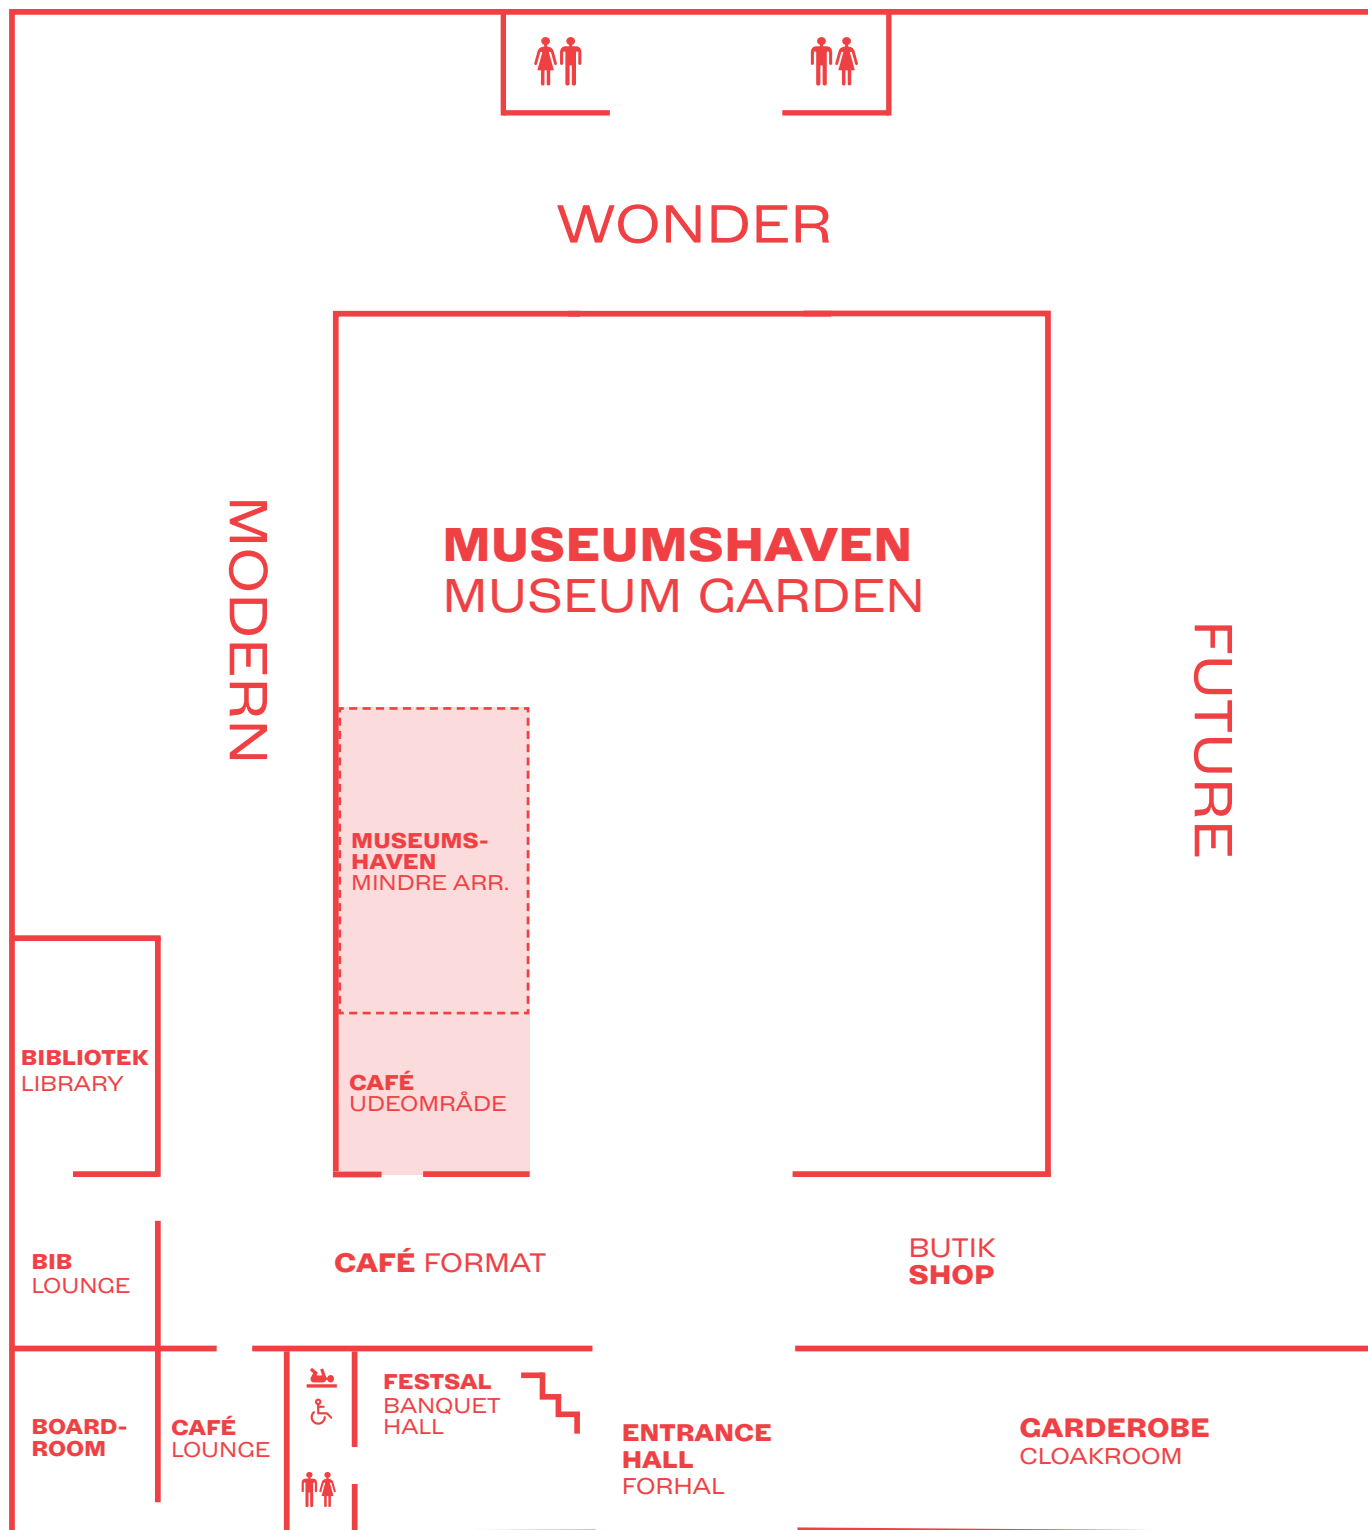 WONDER
MUSEUMSHAVEN
MUSEUM GARDEN
MODERN
FUTURE
MUSEUMS-
HAVEN
MINDRE ARR.
BIBLIOTEK
LIBRARY
CAFÉ
UDEOMRÅDE
BIB
LOUNGE
CAFÉ FORMAT
BUTIK
SHOP
BOARD-
ROOM
CAFÉ
LOUNGE
FESTSAL
BANQUET
HALL
ENTRANCE
HALL
FORHAL
GARDEROBE
CLOAKROOM